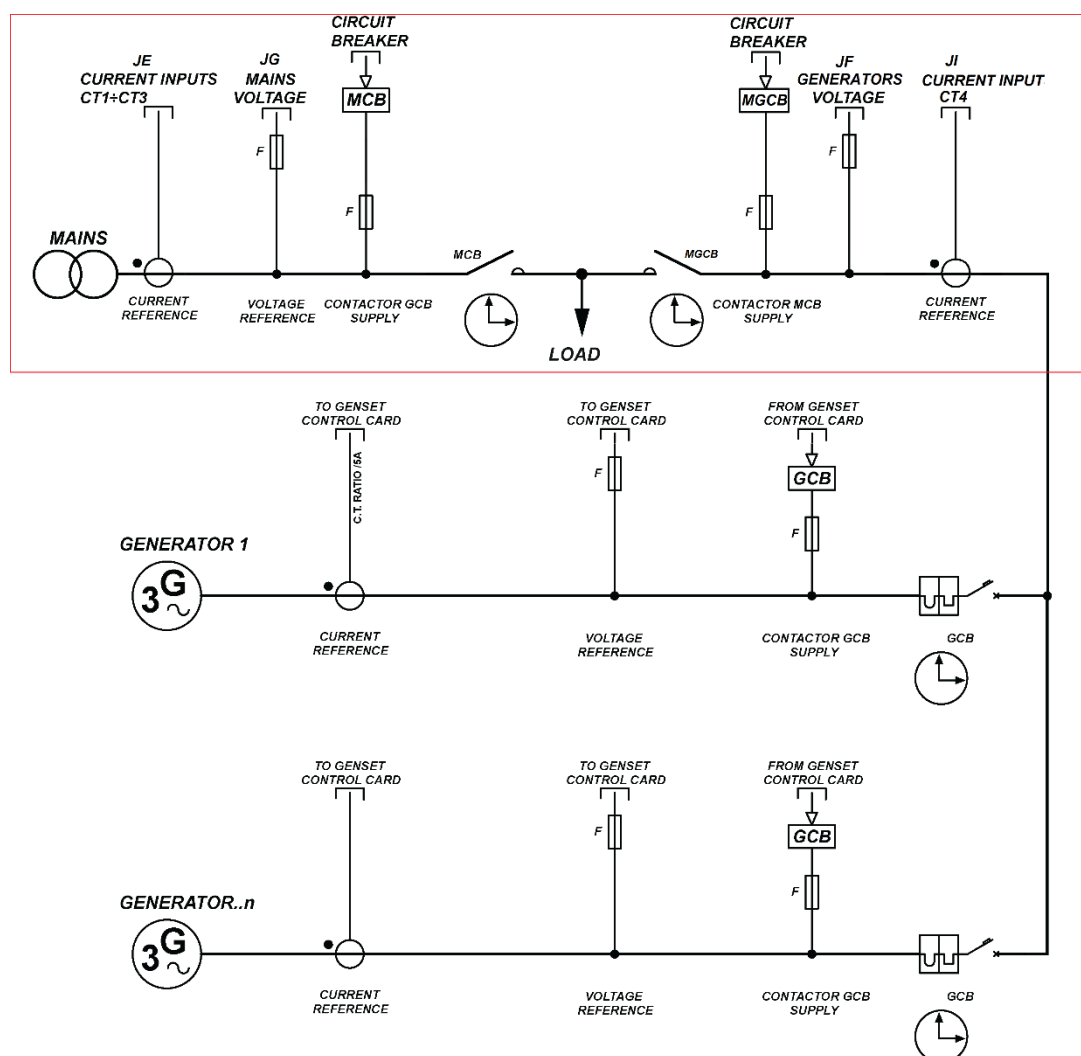 CIRCUIT
BREAKER
CIRCUIT
BREAKER
JE
CURRENT INPUTS
CT1÷CT3
JG
MAINS
VOLTAGE
JF
GENERATORS
VOLTAGE
JI
CURRENT INPUT
CT4
MCB
MGCB
F
F
F
F
MAINS
MCB
MGCB
CURRENT
REFERENCE
VOLTAGE
REFERENCE
CONTACTOR GCB
SUPPLY
CONTACTOR MCB
SUPPLY
CURRENT
REFERENCE
LOAD
TO GENSET
CONTROL CARD
TO GENSET
CONTROL CARD
FROM GENSET
CONTROL CARD
C.T. RATIO /5A
F
GCB
F
GENERATOR 1
3G
CURRENT
REFERENCE
VOLTAGE
REFERENCE
CONTACTOR GCB
SUPPLY
GCB
TO GENSET
CONTROL CARD
TO GENSET
CONTROL CARD
FROM GENSET
CONTROL CARD
F
GCB
F
GENERATOR..n
3G
CURRENT
REFERENCE
VOLTAGE
REFERENCE
CONTACTOR GCB
SUPPLY
GCB